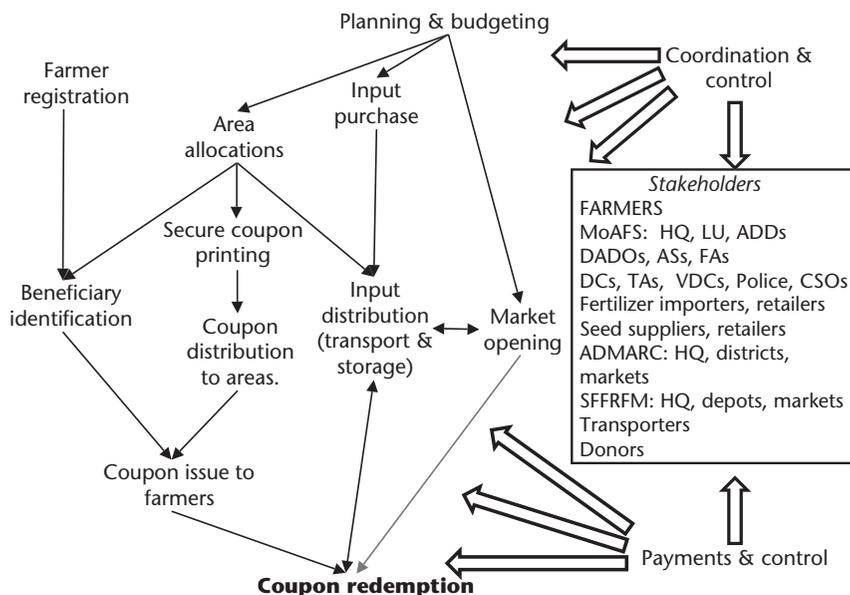 Planning & budgeting
Coordination &
control
Farmer
registration
Input
purchase
Area
allocations
Stakeholders
FARMERS
MoAFS: HQ, LU, ADDs
DADOs, ASs, FAs
DCs, TAs, VDCs, Police, CSOs
Fertilizer importers, retailers
Seed suppliers, retailers
ADMARC: HQ, districts,
markets
SFFRFM: HQ, depots, markets
Transporters
Donors
Secure coupon
printing
Beneficiary
identification
Input
distribution
(transport &
storage)
Market
opening
Coupon
distribution
to areas.
Coupon issue to
farmers
Payments & control
Coupon redemption